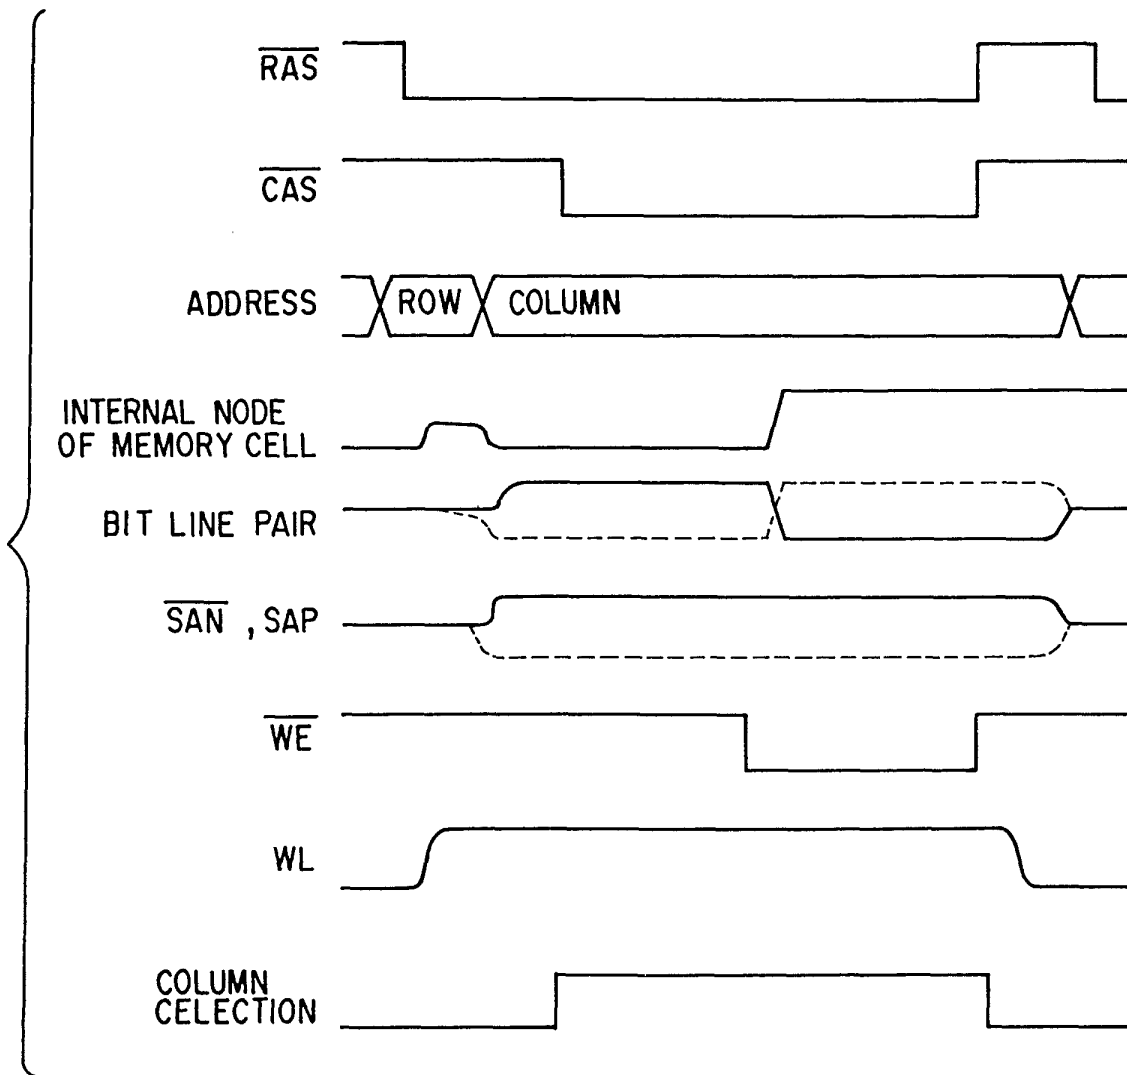 RAS
CAS
ADDRESS
ROW
COLUMN
INTERNAL NODE
OF MEMORY CELL
BIT LINE PAIR
SAN , SAP
WE
WL
COLUMN
CELECTION